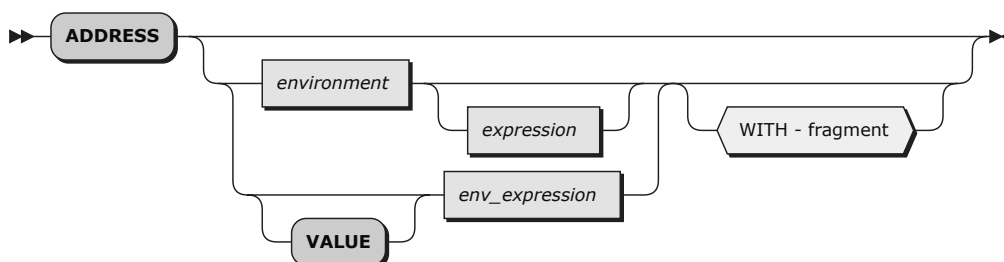 ADDRESS
environment
expression
WITH - fragment
env_expression
VALUE